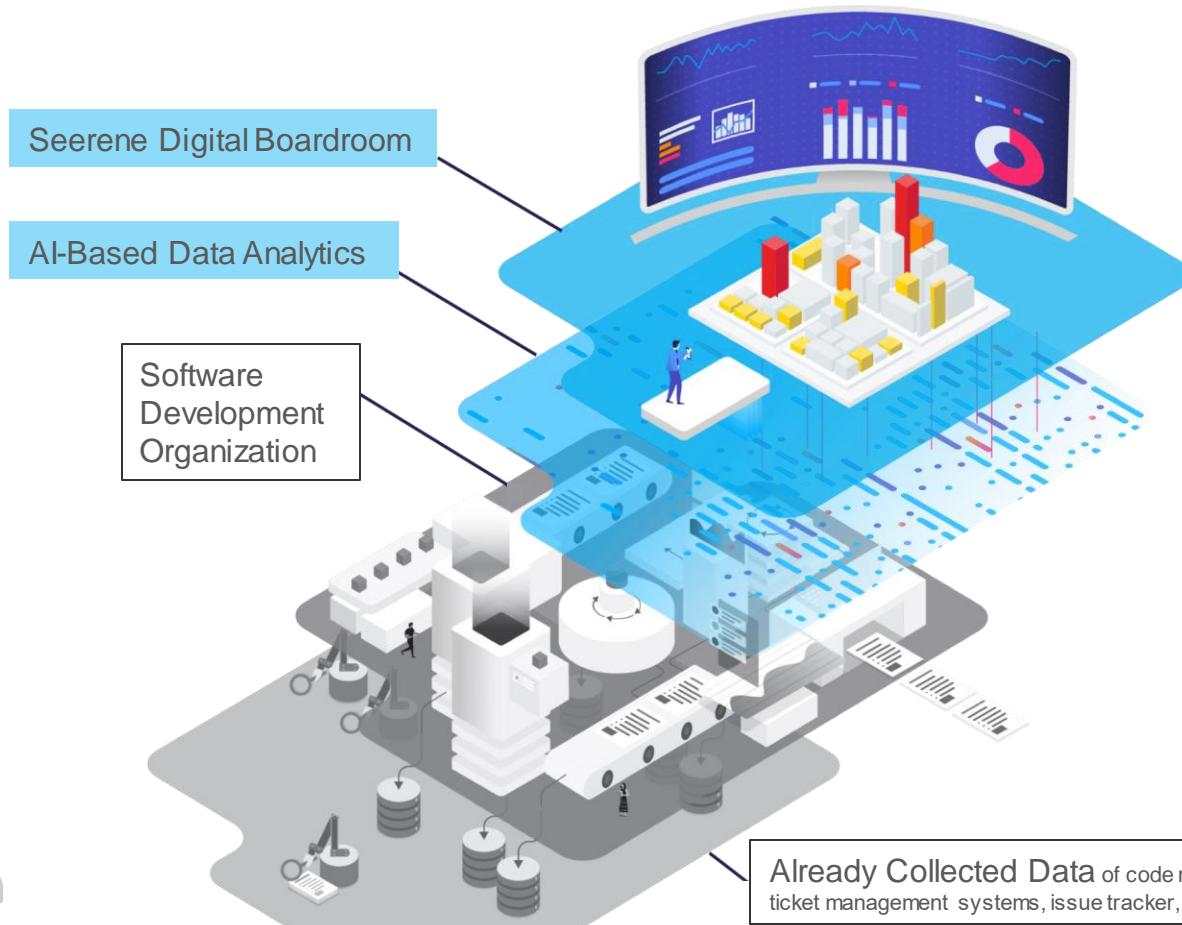 Seerene Digital Boardroom
AI-Based Data Analytics
Software
Development
Organization
Already Collected Data of code
ticket management systems, issue tracker,